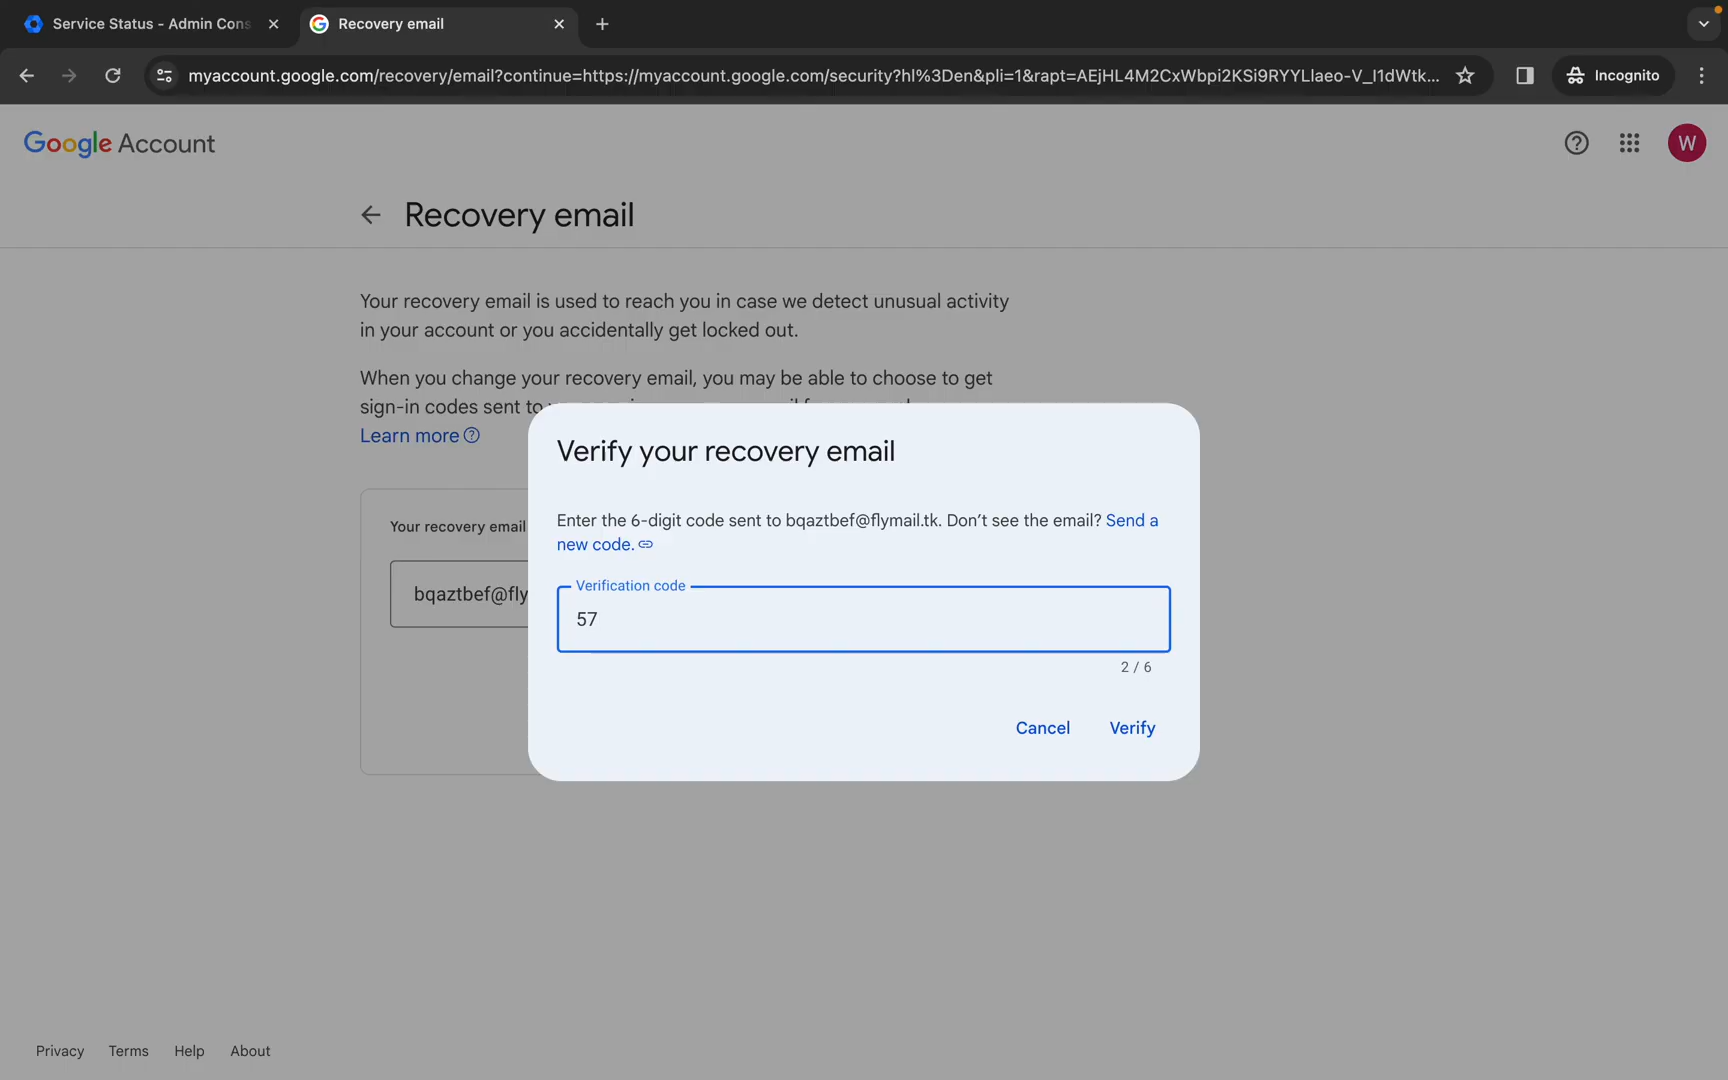 Service Status - Admin Cons
Recovery email
myaccount.google.com/recovery/email?continue=https://myaccount.google.com/security?hl%3Den&pli=1&rapt=AEjHL4M2CxWbpi2KSi9RYYLlaeo-V_I1dWtk...
Incognito
Google Account
W
Recovery email
Your recovery email is used to reach you in case we detect unusual activity
in your account or you accidentally get locked out.
When you change your recovery email, you may be able to choose to get
sign-in codes sent to
Learn more
Your recovery email
bqaztbef@fly
Verify your recovery email
Enter the 6-digit code sent to bqaztbef@flymail.tk. Don’t see the email? Send a
new code.
Verification code
57
2 / 6
Cancel
Verify
Privacy
Terms
Help
About